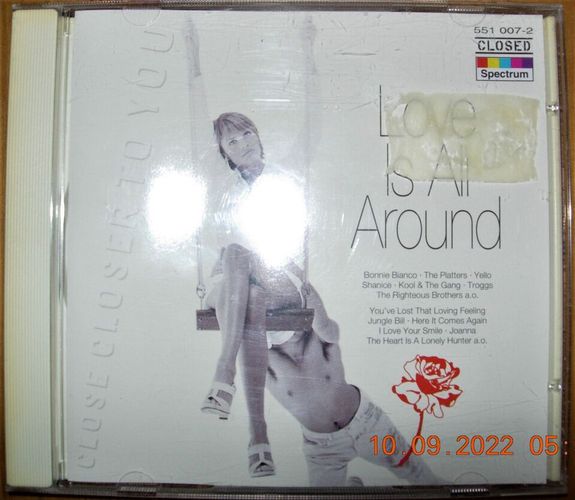 551 007-2
CLOSED
Spectrum
Love
Is All
Around
Bonnie Bianco · The Platters · Yello
Shanice · Kool & The Gang · Troggs
The Righteous Brothers a.o.
You've Lost That Loving Feeling
Jungle Bill · Here It Comes Again
I Love Your Smile · Joanna
The Heart Is A Lonely Hunter a.o.
CLOSE CLOSER TO YOU
10.09.2022 05: